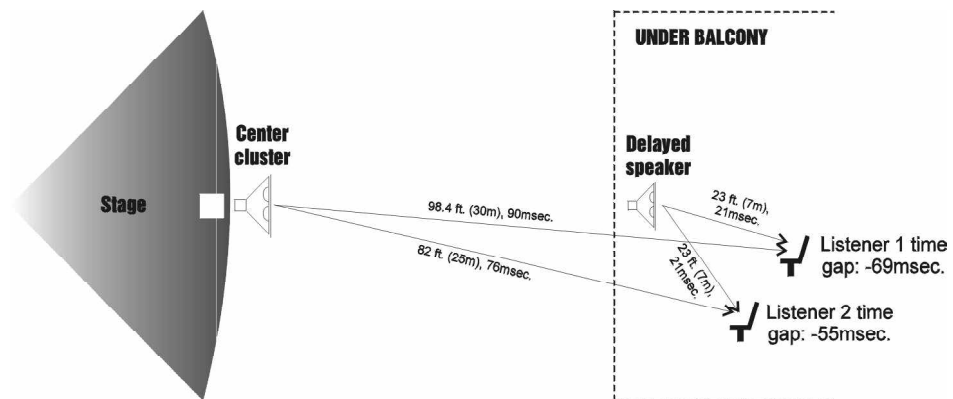 UNDER BALCONY
Center
cluster
Delayed
speaker
Stage
98.4 ft. (30m), 90msec.
23 ft. (7m),
21msec.
82 ft. (25m), 76msec.
23 ft. (7m),
21msec.
Listener 1 time
gap: -69msec.
Listener 2 time
gap: -55msec.